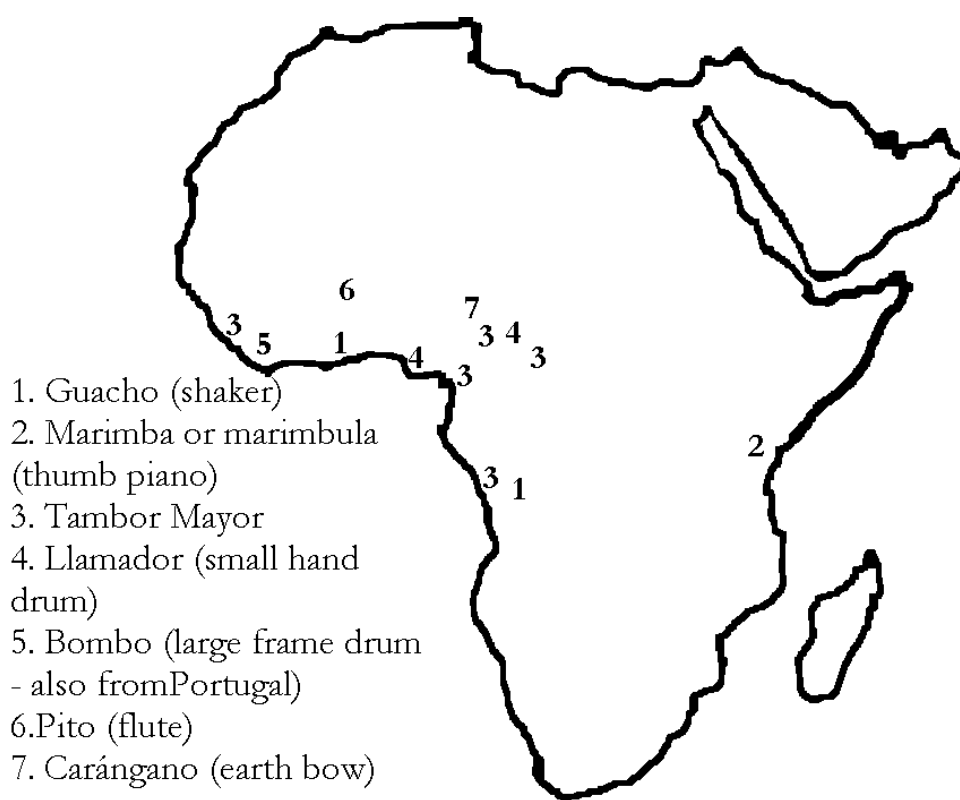 6
7
3
5
1
4
3
4
3
3
1. Guacho (shaker)
2. Marimba or marimbula
2
(thumb piano)
3
1
3. Tambor Mayor
4. Llamador (small hand
drum)
5. Bombo (large frame drum
- also fromPortugal)
6.Pito (flute)
7. Carángano (earth bow)